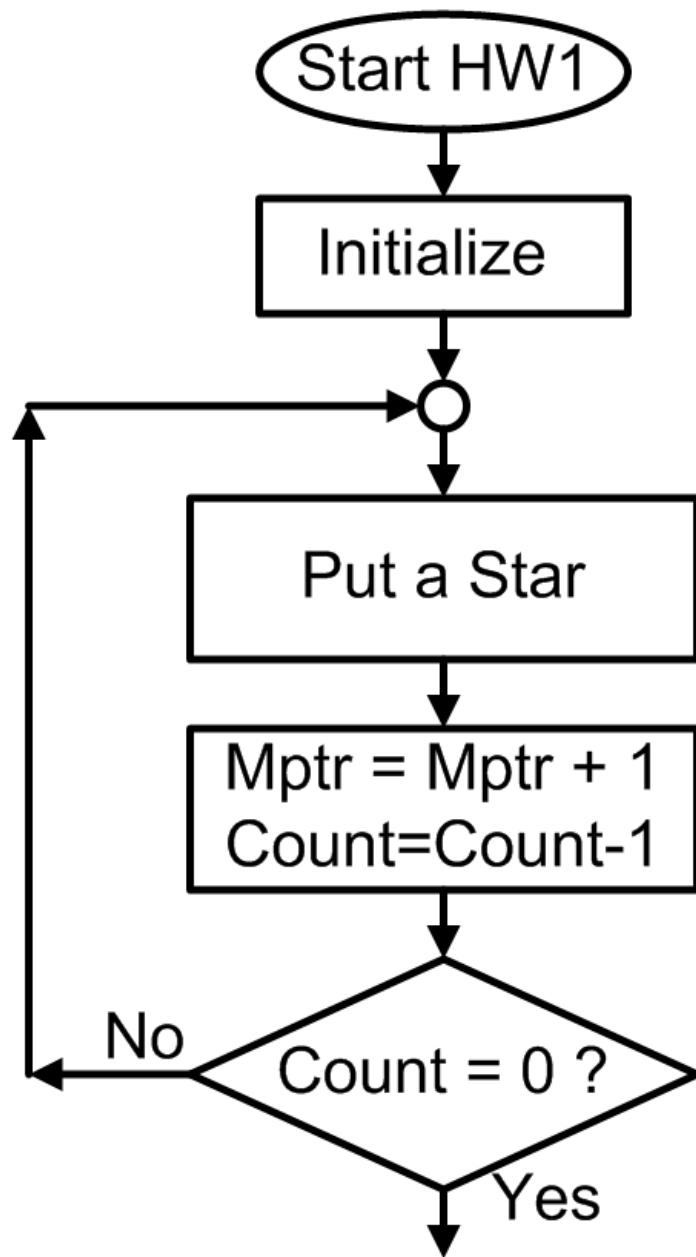 Start HW1
Initialize
Put a Star
Mptr = Mptr + 1
Count=Count-1
No
Count = 0 ?
Yes